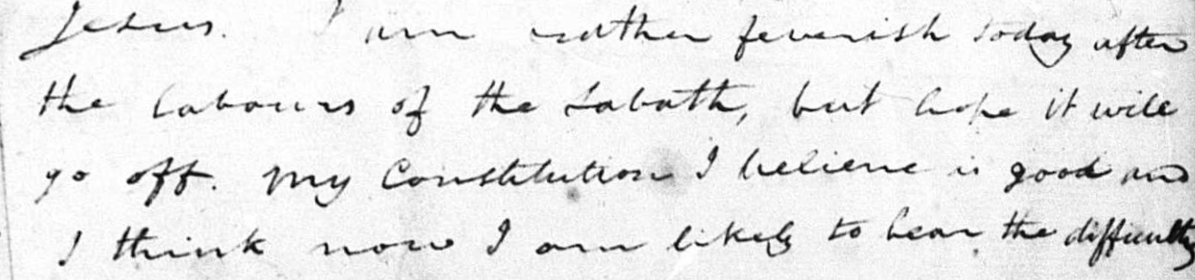 Jesus. I am rather feverish today after
the labours of the Sabath, but hope it will
go off. My Constitution I believe is good and
I think now I am likely to bear the difficulty